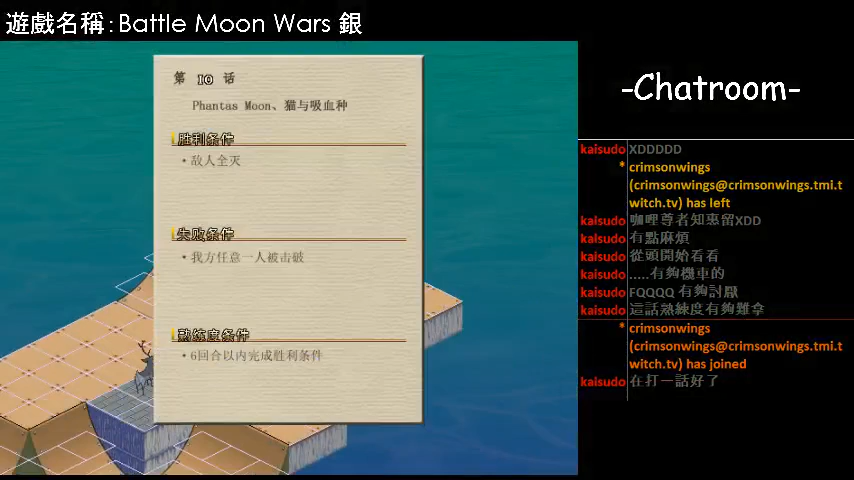 遊戲名稱：Battle Moon Wars 銀
第 10 话
Phantas Moon、猫与吸血种
胜利条件
・敌人全灭
失败条件
・我方任意一人被击破
熟练度条件
・6回合以内完成胜利条件
-Chatroom-
kaisudo XDDDDD
* crimsonwings
(crimsonwings@crimsonwings.tmi.t
witch.tv) has left
kaisudo 咖哩尊者知惠留XDD
kaisudo 有點麻煩
kaisudo 從頭開始看看
kaisudo .....有夠機車的
kaisudo FQQQQ 有夠討厭
kaisudo 這話熟練度有夠難拿
* crimsonwings
(crimsonwings@crimsonwings.tmi.t
witch.tv) has joined
kaisudo 在打一話好了